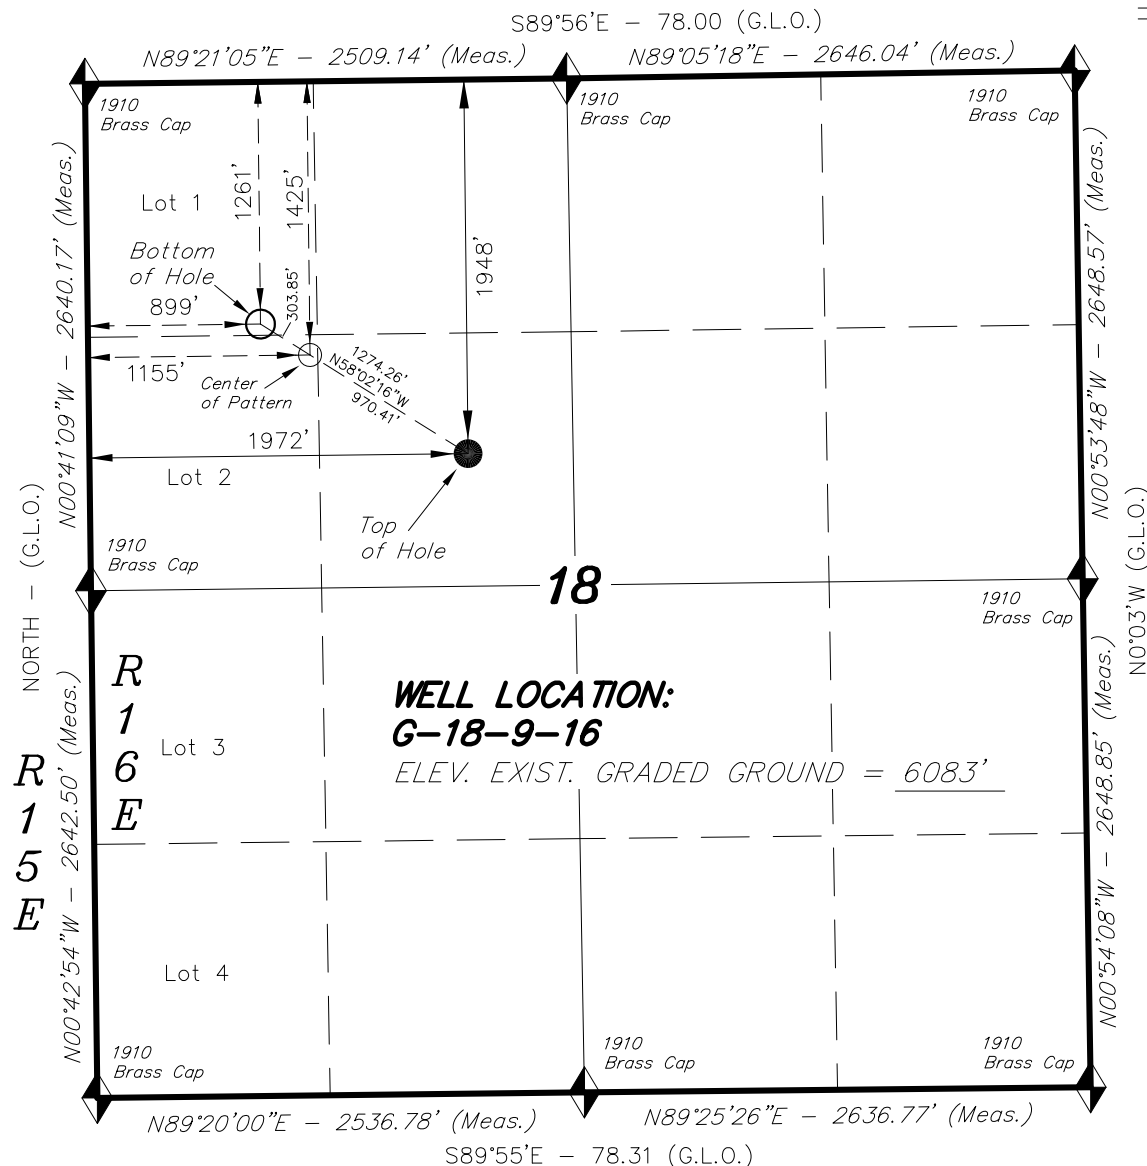 S89°56'E - 78.00 (G.L.O.)
N89°21'05"E - 2509.14' (Meas.)
N89°05'18"E - 2646.04' (Meas.)
1910
Brass Cap
1910
Brass Cap
1910
Brass Cap
N00°41'09"W - 2640.17' (Meas.)
Lot 1
1261'
1425'
1948'
Bottom
of Hole
899'
303.85'
1155'
Center
of Pattern
1274.26'
N58°02'16"W
970.41'
1972'
Lot 2
Top
of Hole
N00°53'48"W - 2648.57' (Meas.)
NORTH - (G.L.O.)
N0°03'W (G.L.O.)
1910
Brass Cap
18
1910
Brass Cap
R
1
6
E
R
1
5
E
Lot 3
WELL LOCATION:
G-18-9-16
ELEV. EXIST. GRADED GROUND = 6083'
N00°42'54"W - 2642.50' (Meas.)
N00°54'08"W - 2648.85' (Meas.)
Lot 4
1910
Brass Cap
1910
Brass Cap
1910
Brass Cap
N89°20'00"E - 2536.78' (Meas.)
N89°25'26"E - 2636.77' (Meas.)
S89°55'E - 78.31 (G.L.O.)